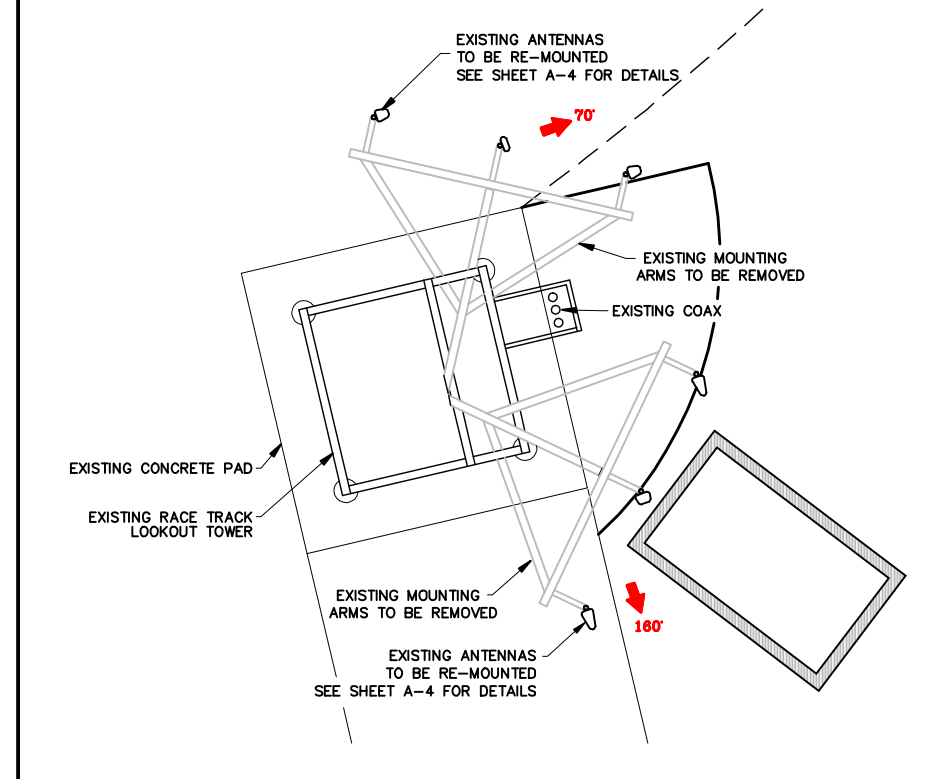 EXISTING ANTENNAS
TO BE RE-MOUNTED
SEE SHEET A-4 FOR DETAILS
70°
EXISTING MOUNTING
ARMS TO BE REMOVED
EXISTING COAX
EXISTING CONCRETE PAD
EXISTING RACE TRACK
LOOKOUT TOWER
EXISTING MOUNTING
ARMS TO BE REMOVED
160°
EXISTING ANTENNAS
TO BE RE-MOUNTED
SEE SHEET A-4 FOR DETAILS